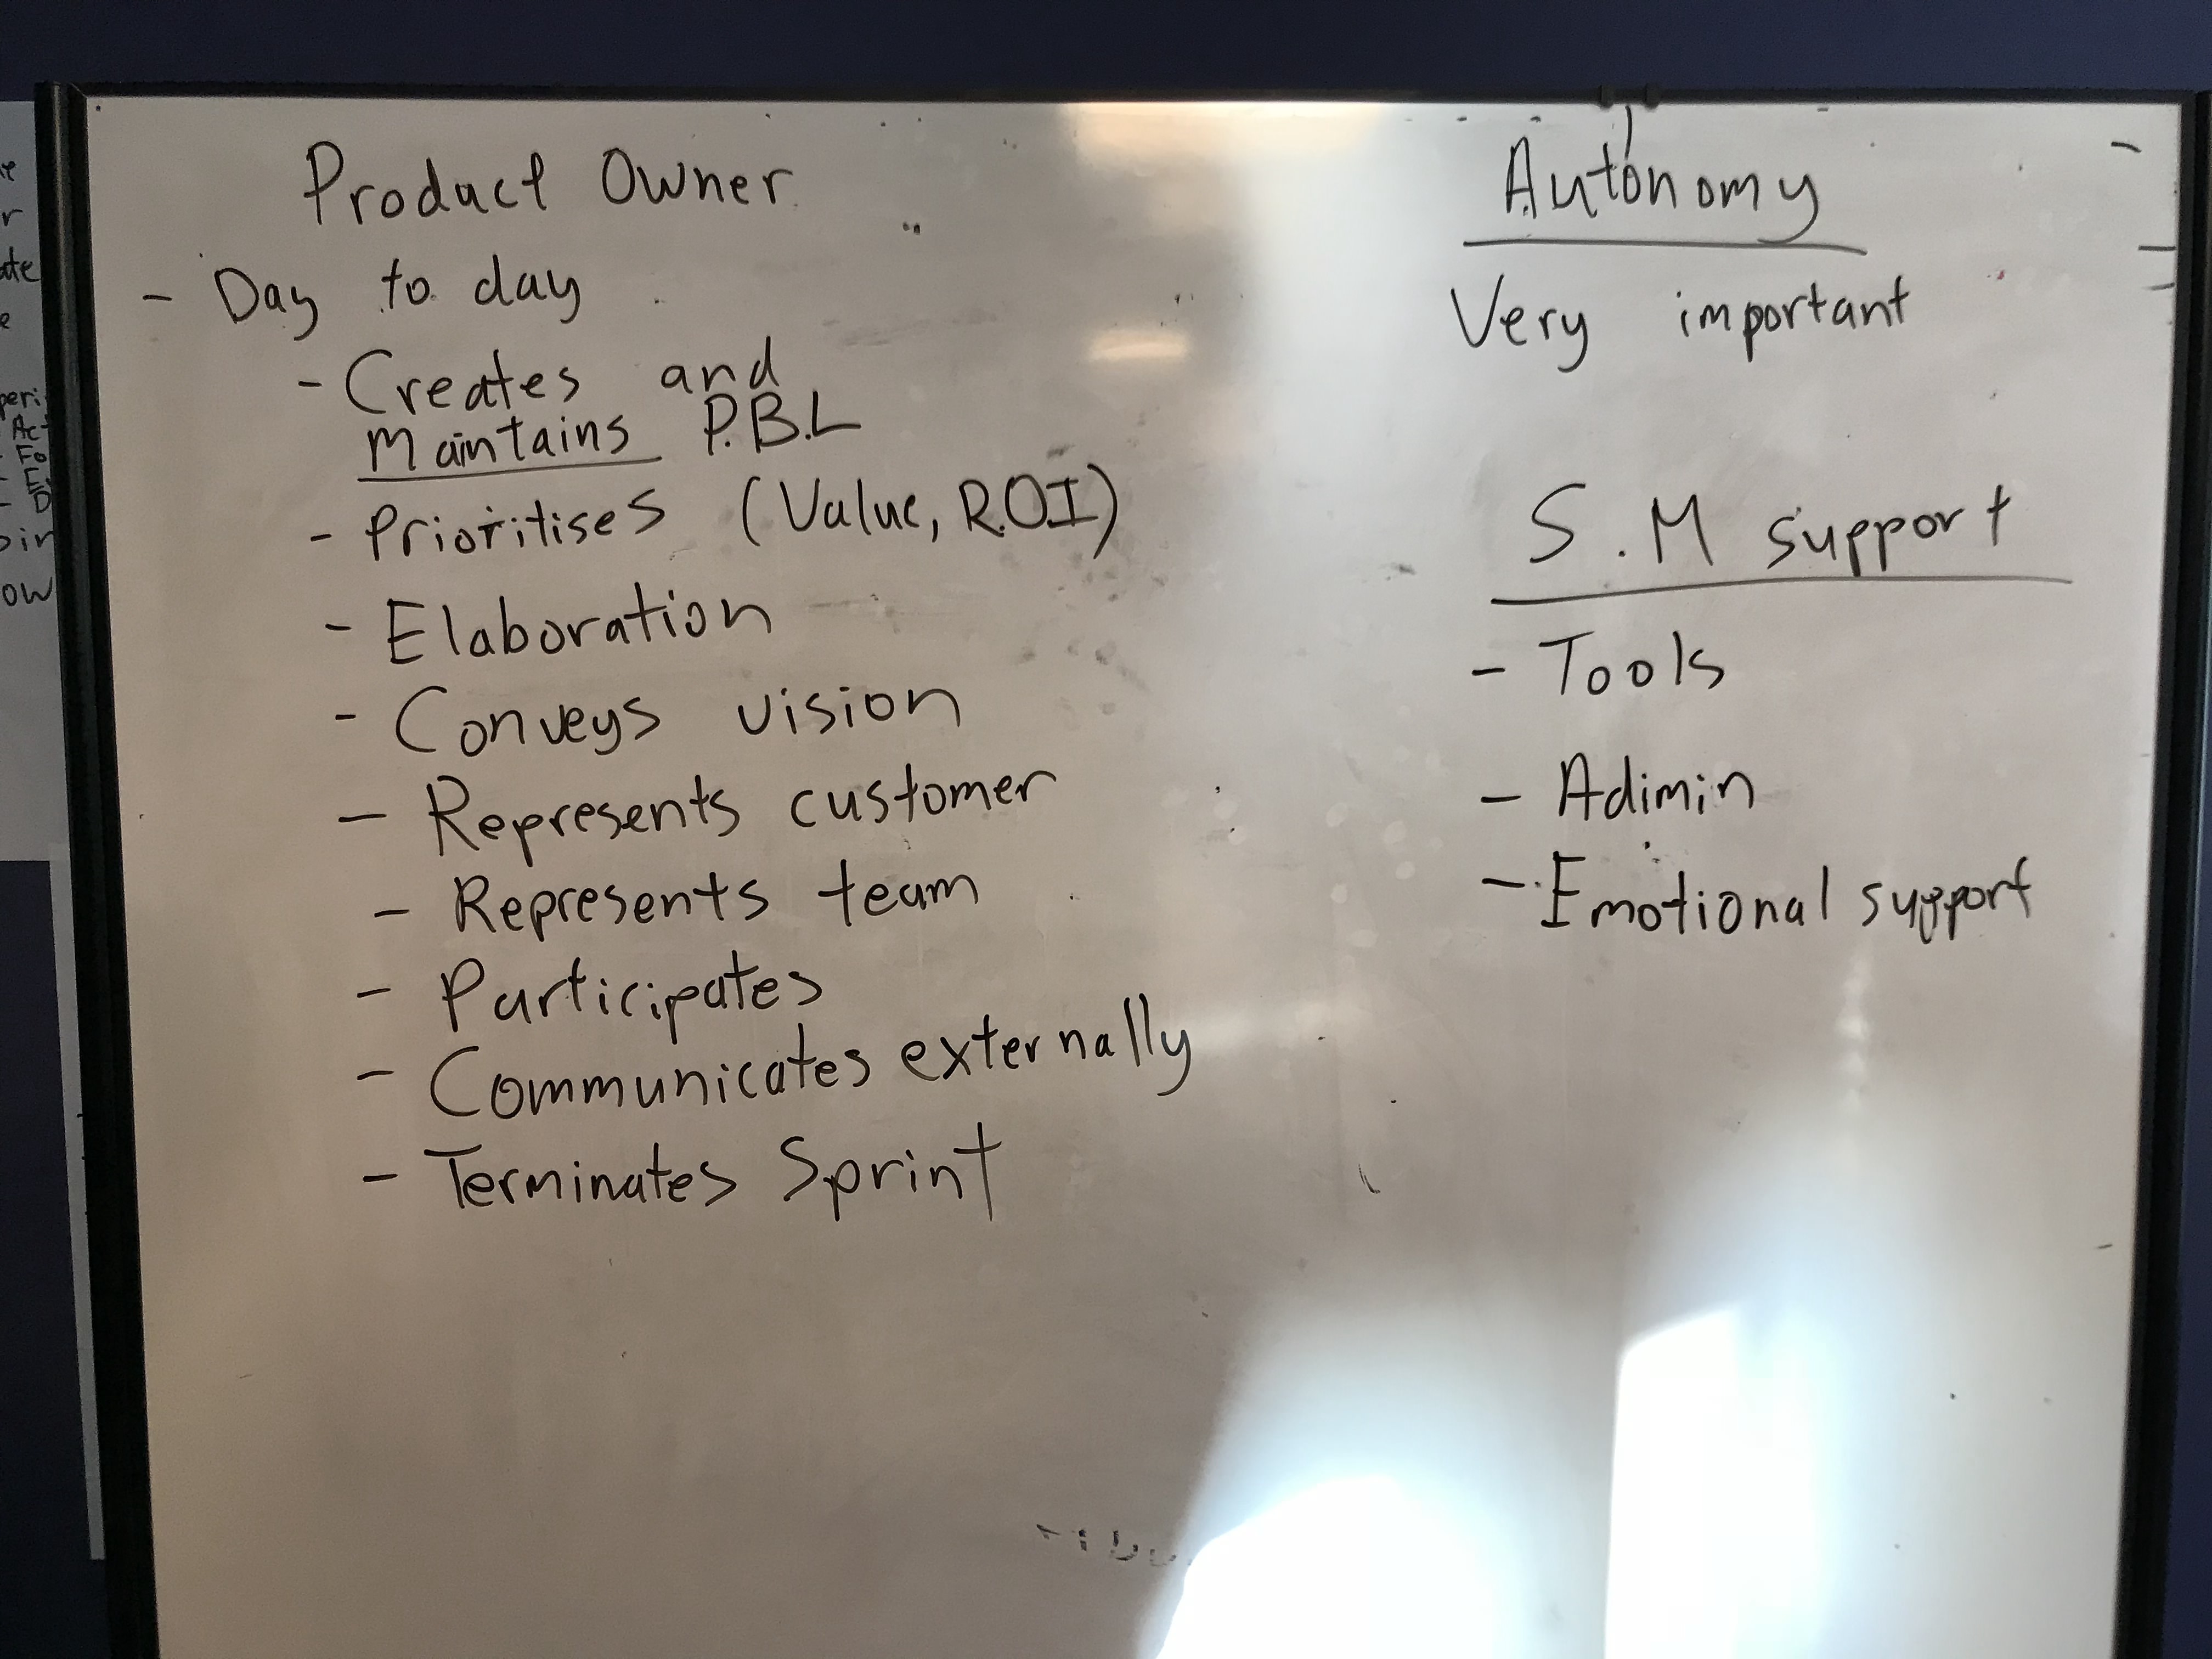 Product Owner
- Day to day
- Creates and
Maintains P.B.L
- Prioritises (Value, R.O.I)
- Elaboration
- Conveys vision
- Represents customer
- Represents team
- Participates
- Communicates externally
- Terminates Sprint
Autonomy
Very important
S.M support
- Tools
- Adimin
- Emotional support